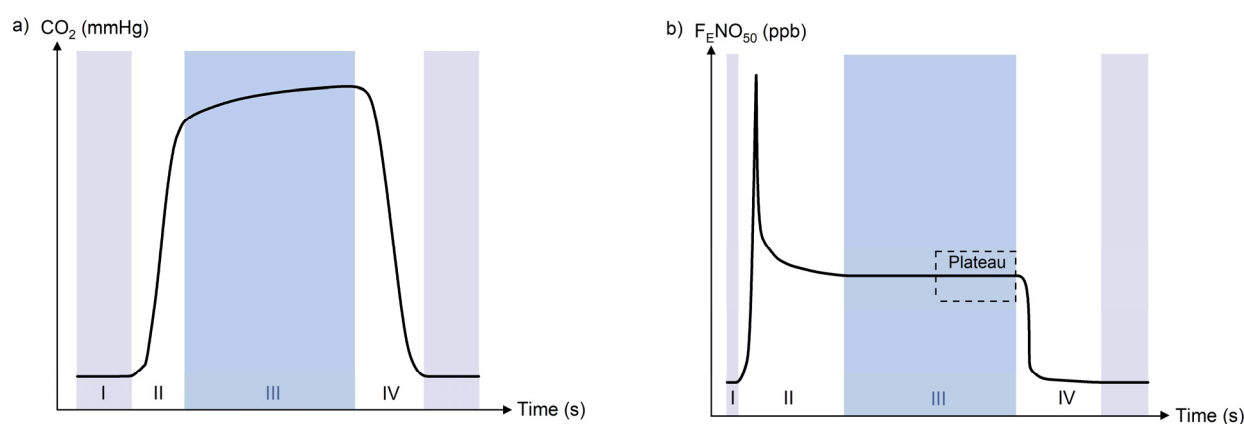 a) CO₂ (mmHg)
I II III IV
Time (s)
b) FENO₅₀ (ppb)
Plateau
I II III IV
Time (s)